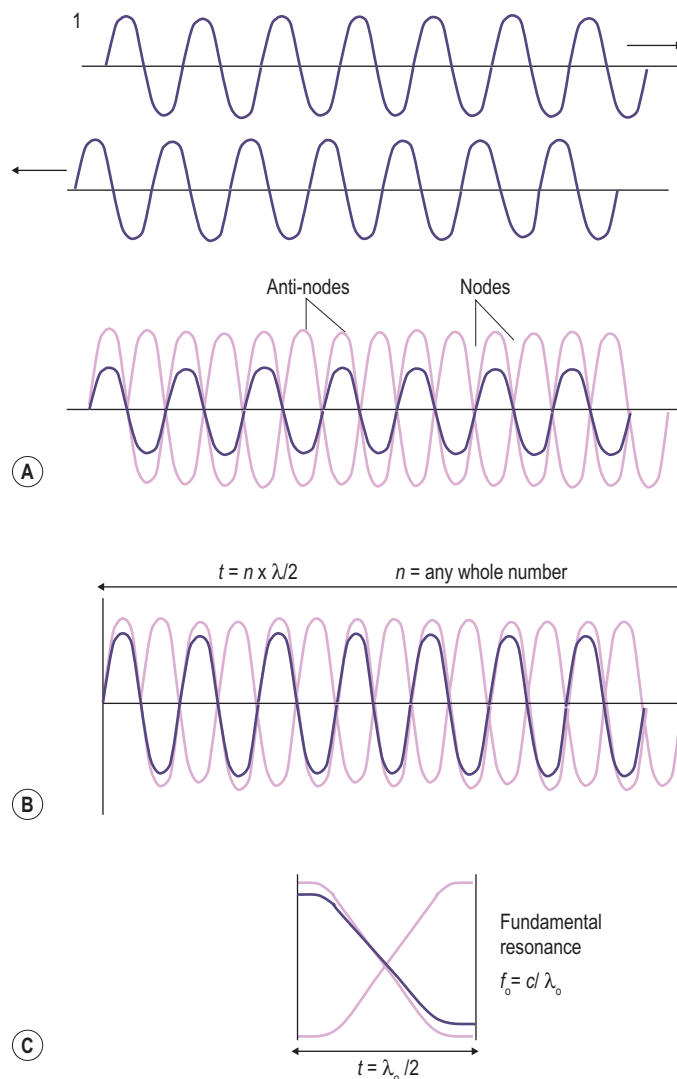 1
Anti-nodes
Nodes
A
t = n x λ/2
n = any whole number
B
Fundamental
resonance
fₒ= c/ λₒ
C
t = λₒ /2